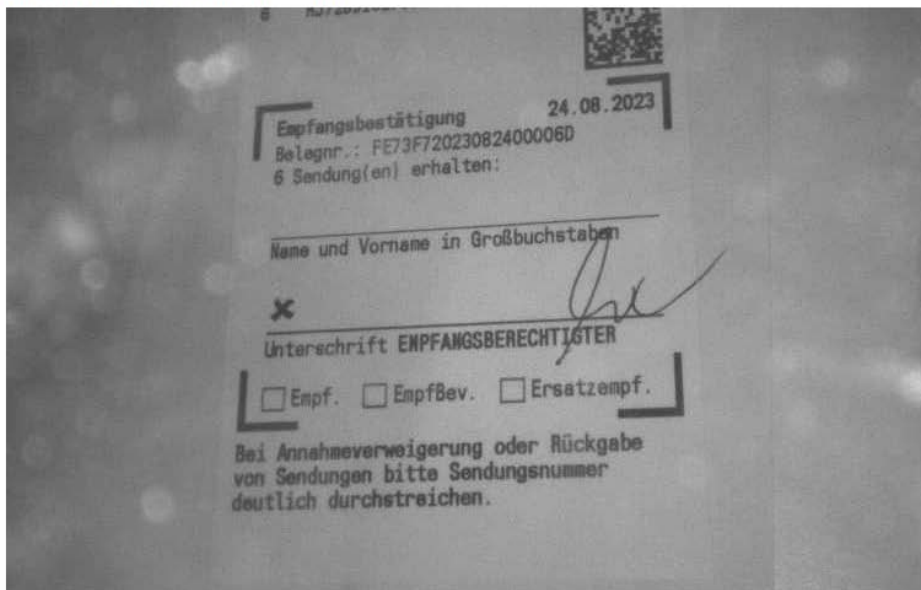 6
Empfangsbestätigung 24.08.2023
Belegnr.: FE73F72023082400006D
6 Sendung(en) erhalten:
Name und Vorname in Großbuchstaben
Unterschrift EMPFANGSBERECHTIGTER
Empf. EmpfBev. Ersatzempf.
Bei Annahmeverweigerung oder Rückgabe
von Sendungen bitte Sendungsnummer
deutlich durchstreichen.